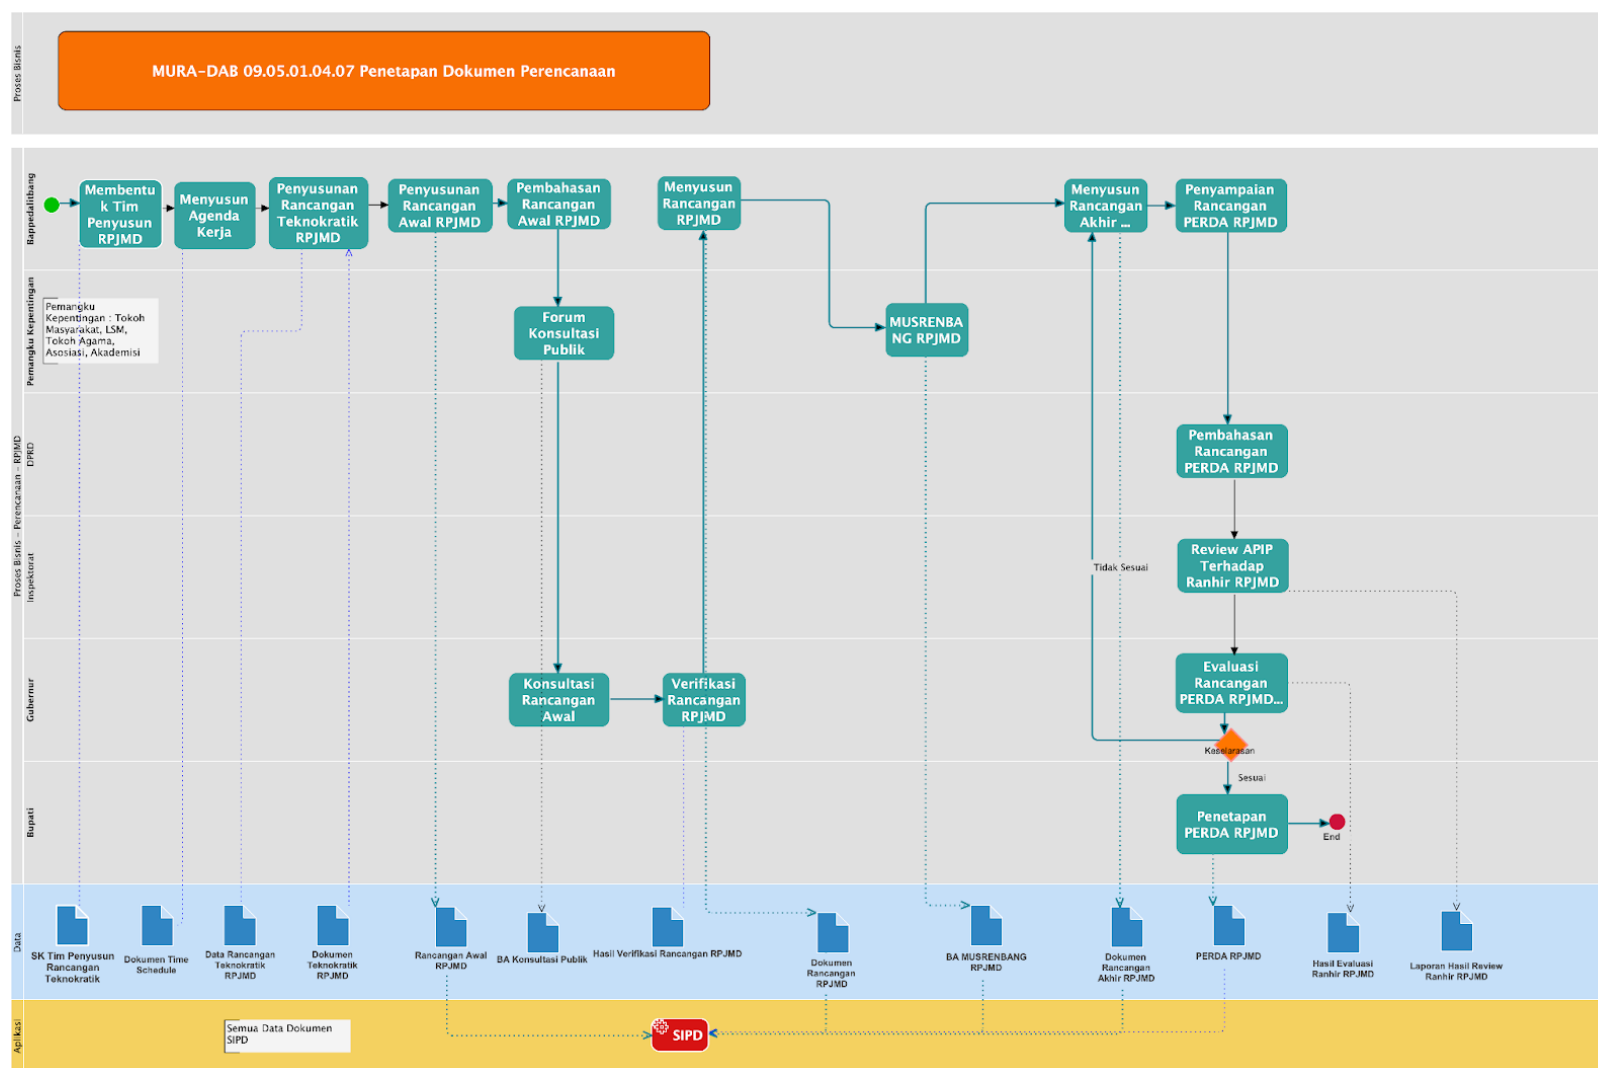 Proses Bisnis
MURA-DAB 09.05.01.04.07 Penetapan Dokumen Perencanaan
Proses Bisnis - Perencanaan - RPJMD
Bappedalitbang
Membentu
k Tim
Penyusun
RPJMD
Menyusun
Agenda
Kerja
Penyusunan
Rancangan
Teknokratik
RPJMD
Penyusunan
Rancangan
Awal RPJMD
Pembahasan
Rancangan
Awal RPJMD
Menyusun
Rancangan
RPJMD
Menyusun
Rancangan
Akhir ...
Penyampaian
Rancangan
PERDA RPJMD
Pemangku Kepentingan
Pemangku
Kepentingan : Tokoh
Masyarakat, LSM,
Tokoh Agama,
Asosiasi, Akademisi
Forum
Konsultasi
Publik
MUSRENBA
NG RPJMD
DPRD
Pembahasan
Rancangan
PERDA RPJMD
Inspektorat
Tidak Sesuai
Review APIP
Terhadap
Ranhir RPJMD
Gubernur
Konsultasi
Rancangan
Awal
Verifikasi
Rancangan
RPJMD
Evaluasi
Rancangan
PERDA RPJMD...
Keselarasan
Bupati
Sesuai
Penetapan
PERDA RPJMD
End
Data
SK Tim Penyusun
Rancangan
Teknokratik
Dokumen Time
Schedule
Data Rancangan
Teknokratik
RPJMD
Dokumen
Teknokratik
RPJMD
Rancangan Awal
RPJMD
BA Konsultasi Publik
Hasil Verifikasi Rancangan RPJMD
Dokumen
Rancangan
RPJMD
BA MUSRENBANG
RPJMD
Dokumen
Rancangan
Akhir RPJMD
PERDA RPJMD
Hasil Evaluasi
Ranhir RPJMD
Laporan Hasil Review
Ranhir RPJMD
Aplikasi
Semua Data Dokumen
SIPD
SIPD